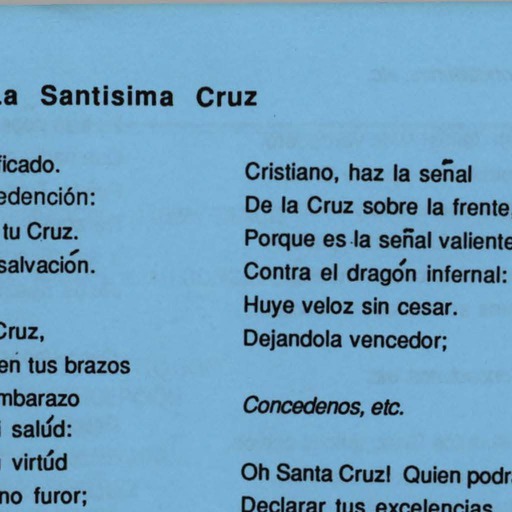 La Santisima Cruz
ficado.
edención:
tu Cruz.
salvación.
Cruz,
en tus brazos
mbarazo
i salúd:
virtúd
no furor;
Cristiano, haz la señal
De la Cruz sobre la frente,
Porque es la señal valiente
Contra el dragón infernal:
Huye veloz sin cesar.
Dejandola vencedor;
Concedenos, etc.
Oh Santa Cruz! Quien podr
Declarar tus excelencias